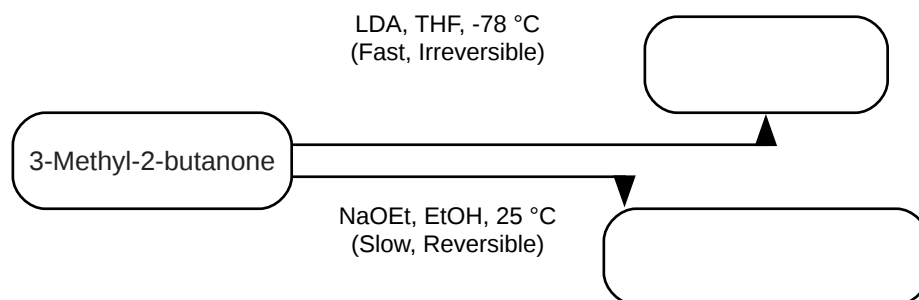 LDA, THF, -78 °C
(Fast, Irreversible)
3-Methyl-2-butanone
NaOEt, EtOH, 25 °C
(Slow, Reversible)